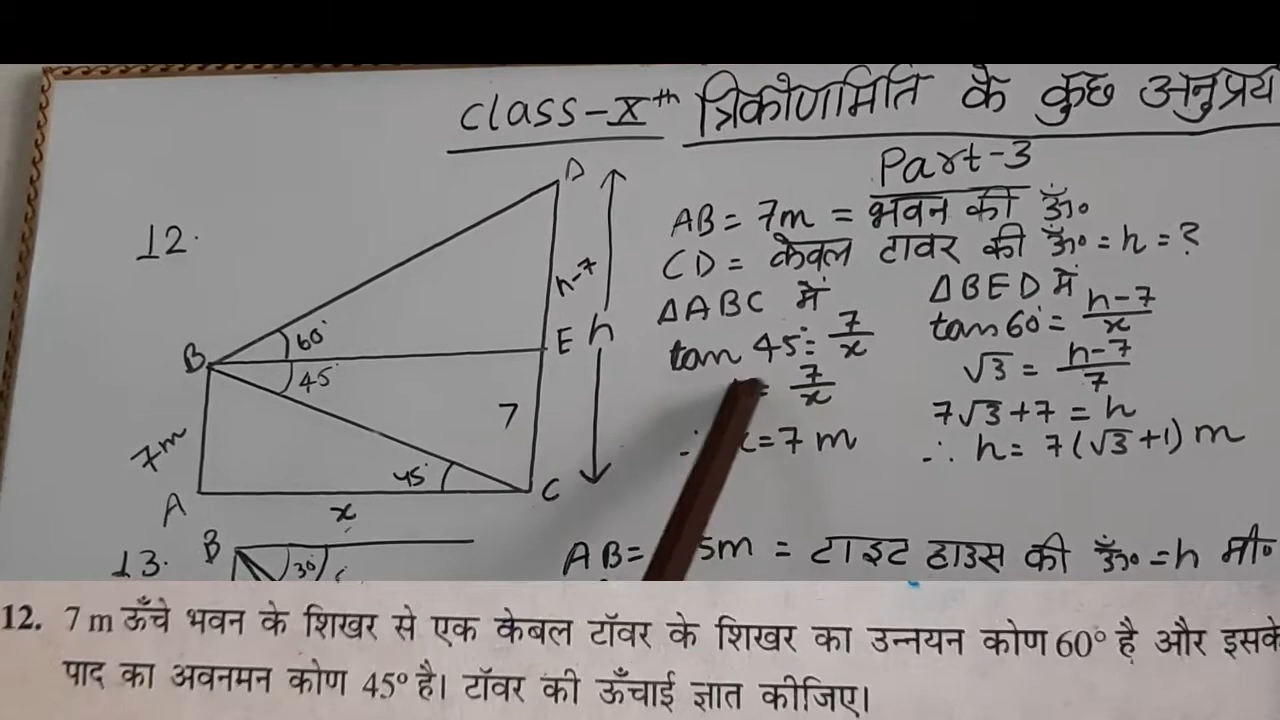 class-Xth त्रिकोणमिति के कुछ अनुप्रय
Part-3
12.
D
h-7
h
B
60°
45°
E
7m
7
45°
A
x
C
AB = 7m = भवन की ऊँ०
CD = केवल टावर की ऊँ० = h = ?
ΔABC में
tan 45° = 7/x
= 7/x
∴ x = 7 m
ΔBED में
tan 60° = h-7/x
√3 = h-7/7
7√3+7 = h
∴ h = 7(√3+1) m
13.
B
30°
AB= 5m = टाइट हाउस की ऊँ० = h मी०
12. 7 m ऊँचे भवन के शिखर से एक केबल टॉवर के शिखर का उन्नयन कोण 60° है और इसके
पाद का अवनमन कोण 45° है। टॉवर की ऊँचाई ज्ञात कीजिए।